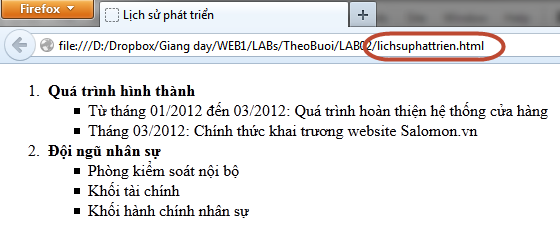 Firefox
Lịch sử phát triển
file:///D:/Dropbox/Giang day/WEB1/LABs/TheoBuoi/LAB02/lichsuphattrien.html
1. Quá trình hình thành
Từ tháng 01/2012 đến 03/2012: Quá trình hoàn thiện hệ thống cửa hàng
Tháng 03/2012: Chính thức khai trương website Salomon.vn
2. Đội ngũ nhân sự
Phòng kiểm soát nội bộ
Khối tài chính
Khối hành chính nhân sự